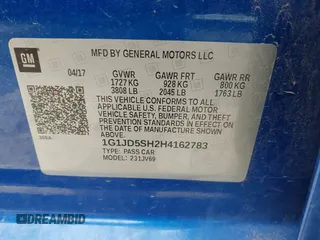 GM
MFD BY GENERAL MOTORS LLC
04/17 GVWR GAWR FRT GAWR RR
1727 KG 928 KG 800 KG
3808 LB 2045 LB 1763 LB
THIS VEHICLE CONFORMS TO ALL
APPLICABLE U.S. FEDERAL MOTOR
VEHICLE SAFETY, BUMPER, AND THEFT
PREVENTION STANDARDS IN EFFECT ON
THE DATE OF MANUFACTURE SHOWN
ABOVE.
1G1JD5SH2H4162783
TYPE: PASS CAR
MODEL: 231JV69
DREAMBID